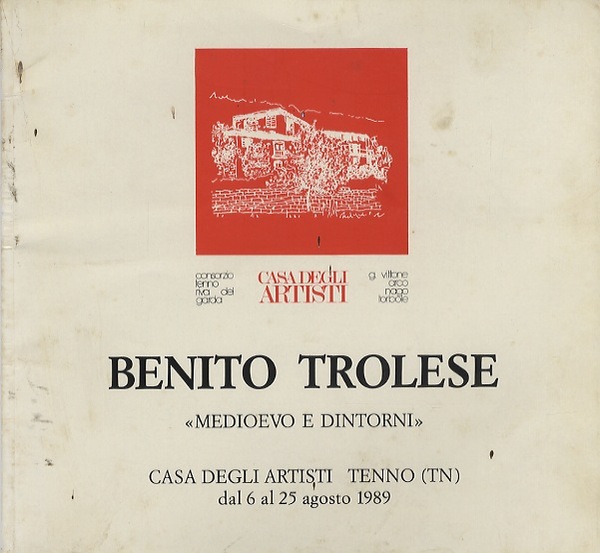 consorzio
tenno
riva del
garda
CASA DEGLI
ARTISTI
g. vittone
arco
nago
torbole
BENITO TROLESE
«MEDIOEVO E DINTORNI»
CASA DEGLI ARTISTI TENNO (TN)
dal 6 al 25 agosto 1989